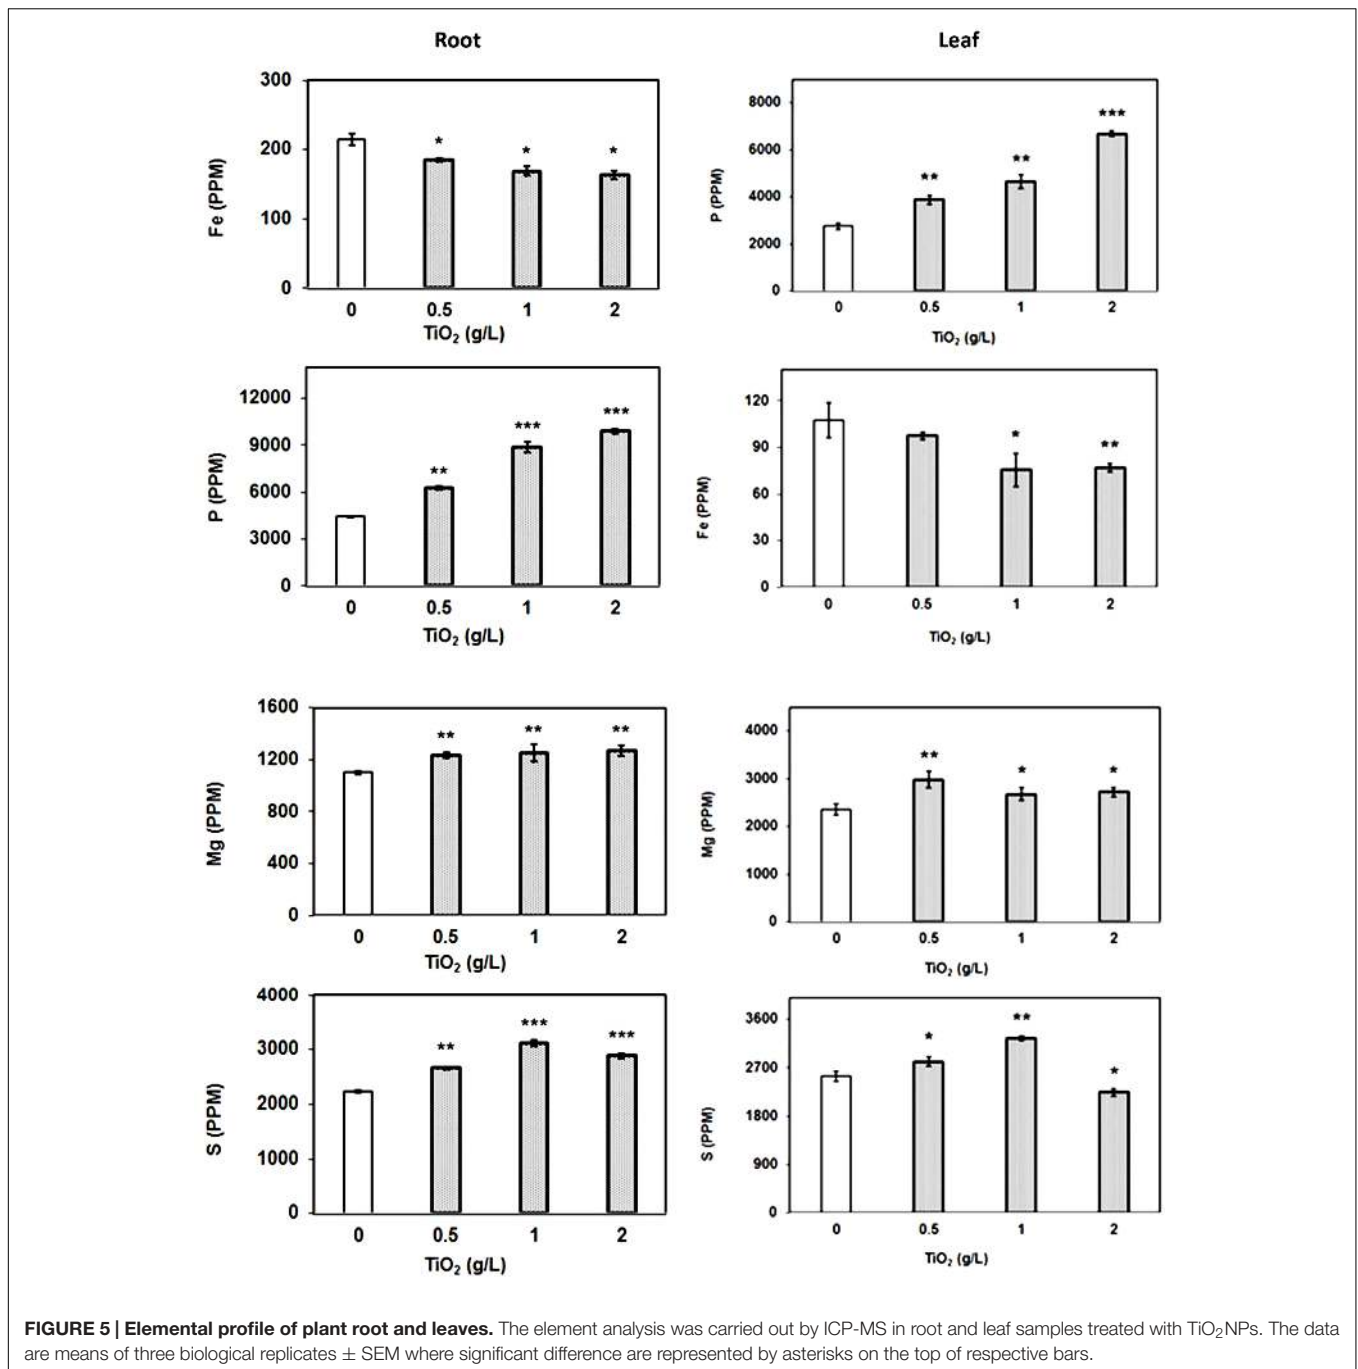 Root
Leaf
300
200
100
0
Fe (PPM)
*
*
*
0 0.5 1 2
TiO₂ (g/L)
8000
6000
4000
2000
0
P (PPM)
**
**
***
0 0.5 1 2
TiO₂ (g/L)
12000
9000
6000
3000
0
P (PPM)
**
***
***
0 0.5 1 2
TiO₂ (g/L)
120
90
60
30
0
Fe (PPM)
*
**
0 0.5 1 2
TiO₂ (g/L)
1600
1200
800
400
0
Mg (PPM)
**
**
**
0 0.5 1 2
TiO₂ (g/L)
4000
3000
2000
1000
0
Mg (PPM)
**
*
*
0 0.5 1 2
TiO₂ (g/L)
4000
3000
2000
1000
0
S (PPM)
**
***
***
0 0.5 1 2
TiO₂ (g/L)
3600
2700
1800
900
0
S (PPM)
*
**
*
0 0.5 1 2
TiO₂ (g/L)
FIGURE 5 | Elemental profile of plant root and leaves. The element analysis was carried out by ICP-MS in root and leaf samples treated with TiO₂NPs. The data
are means of three biological replicates ± SEM where significant difference are represented by asterisks on the top of respective bars.